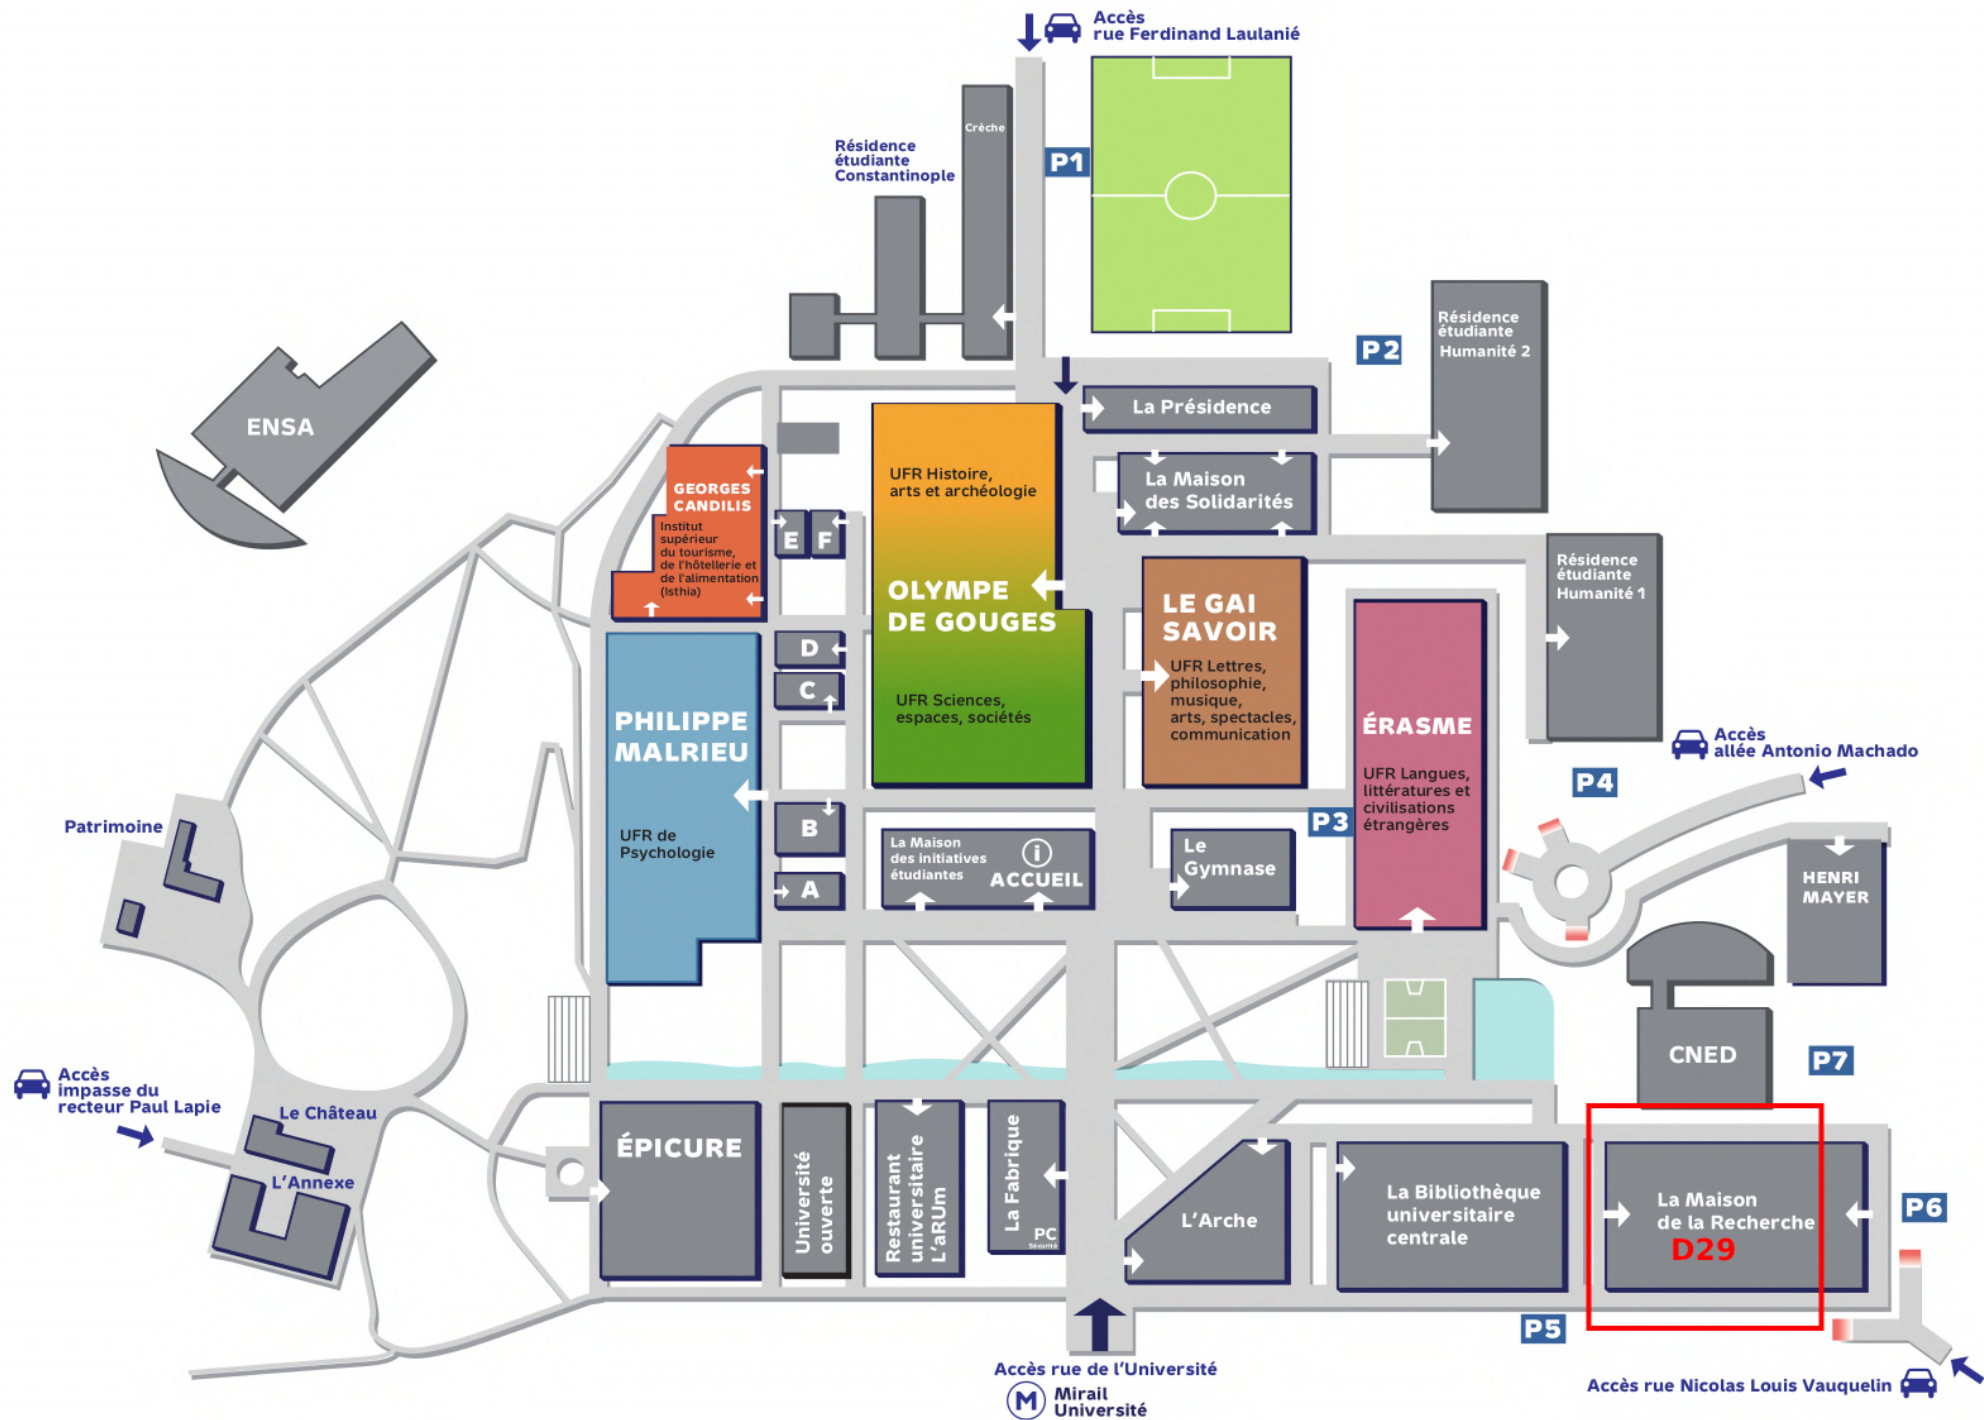 Accès
rue Ferdinand Laulanié
Crèche
Résidence
étudiante
Constantinople
P1
Résidence
étudiante
Humanité 2
P2
La Présidence
ENSA
UFR Histoire,
arts et archéologie
La Maison
des Solidarités
GEORGES
CANDILIS
Institut
supérieur
du tourisme,
de l'hôtellerie et
de l'alimentation
(Isthia)
E
F
OLYMPE
DE GOUGES
UFR Sciences,
espaces, sociétés
LE GAI
SAVOIR
UFR Lettres,
philosophie,
musique,
arts, spectacles,
communication
Résidence
étudiante
Humanité 1
D
C
PHILIPPE
MALRIEU
UFR de
Psychologie
ÉRASME
UFR Langues,
littératures et
civilisations
étrangères
Accès
allée Antonio Machado
P4
P3
Patrimoine
B
A
La Maison
des initiatives
étudiantes
i
ACCUEIL
Le
Gymnase
HENRI
MAYER
CNED
P7
Accès
impasse du
recteur Paul Lapie
Le Château
L'Annexe
ÉPICURE
Université
ouverte
Restaurant
universitaire
L'aRUm
La Fabrique
PC
Sécurité
L'Arche
La Bibliothèque
universitaire
centrale
La Maison
de la Recherche
D29
P6
P5
Accès rue de l'Université
M
Mirail
Université
Accès rue Nicolas Louis Vauquelin